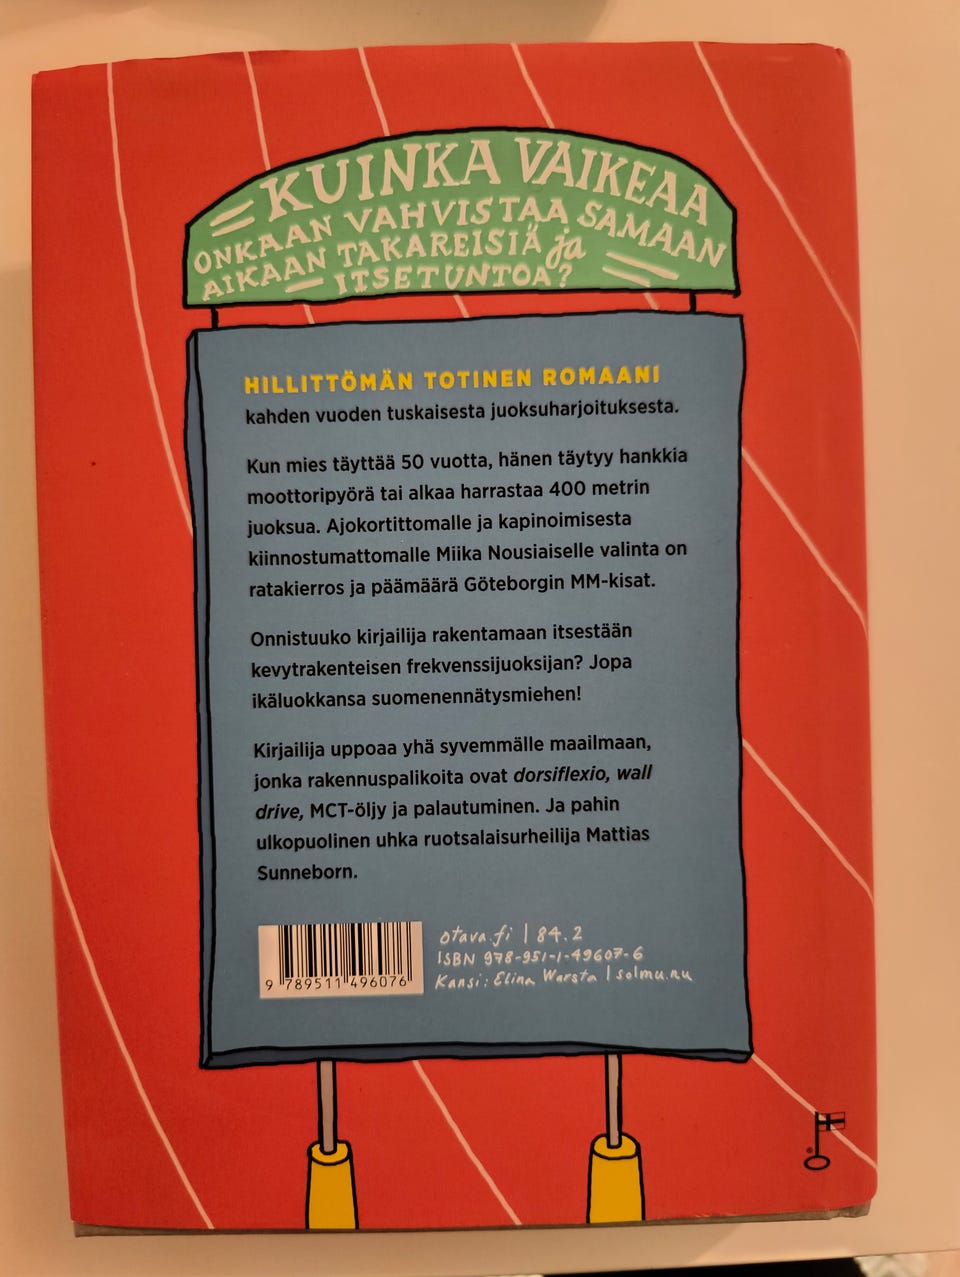 KUINKA VAIKEAA
ONKAAN VAHVISTAA SAMAAN
AIKAAN TAKAREISIÄ ja
ITSETUNTOA?
HILLITTÖMÄN TOTINEN ROMAANI
kahden vuoden tuskaisesta juoksuharjoituksesta.
Kun mies täyttää 50 vuotta, hänen täytyy hankkia
moottoripyörä tai alkaa harrastaa 400 metrin
juoksua. Ajokortittomalle ja kapinoimisesta
kiinnostumattomalle Miika Nousiaiselle valinta on
ratakierros ja päämäärä Göteborgin MM-kisat.
Onnistuuko kirjailija rakentamaan itsestään
kevytrakenteisen frekvenssijuoksijan? Jopa
ikäluokkansa suomenennätysmiehen!
Kirjailija uppoaa yhä syvemmälle maailmaan,
jonka rakennuspalikoita ovat dorsiflexio, wall
drive, MCT-öljy ja palautuminen. Ja pahin
ulkopuolinen uhka ruotsalaisurheilija Mattias
Sunneborn.
otava.fi | 84.2
ISBN 978-951-1-49607-6
Kansi: Elina Warsta | solmu.nu
9 789511 496076
®